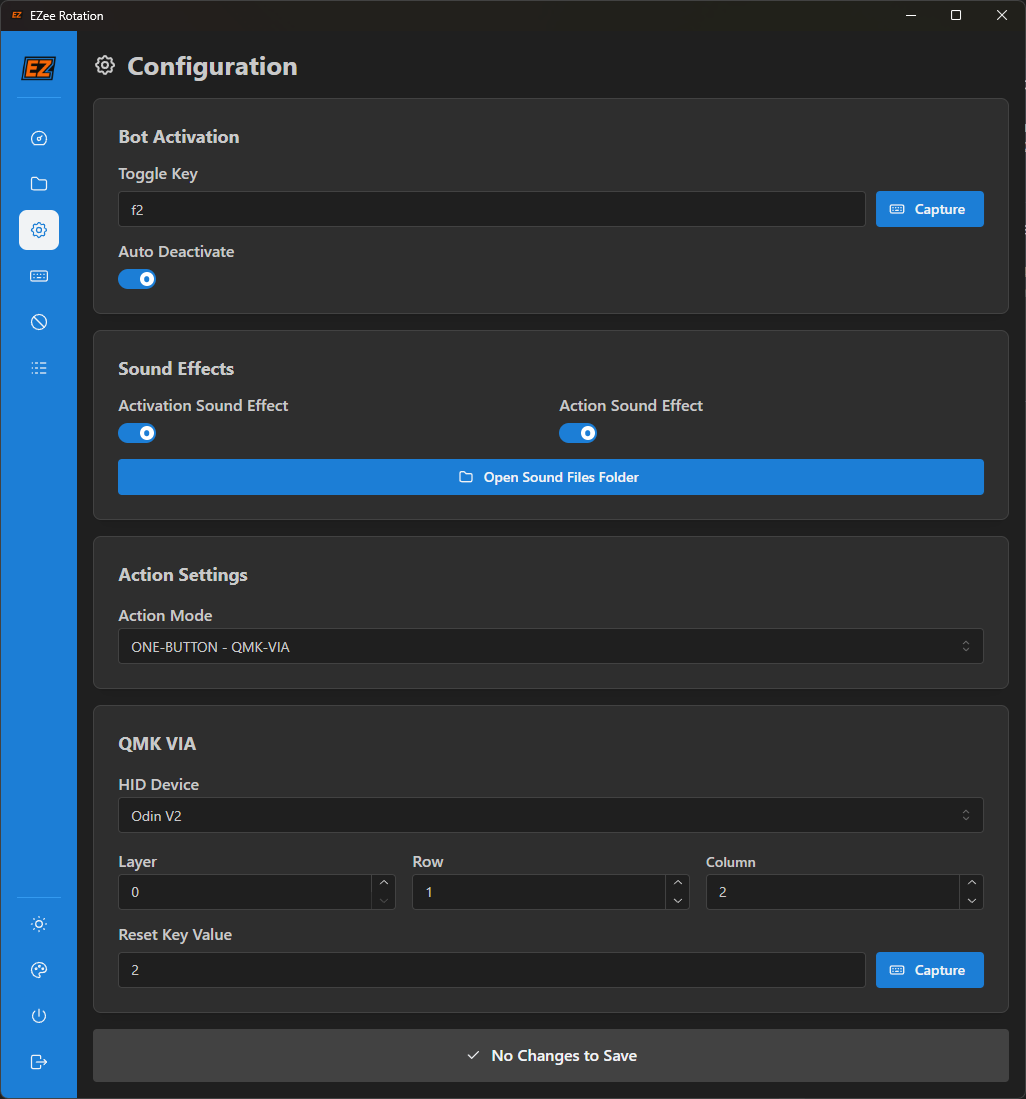 EZ EZee Rotation
EZ
Configuration
Bot Activation
Toggle Key
f2
Capture
Auto Deactivate
Sound Effects
Activation Sound Effect
Action Sound Effect
Open Sound Files Folder
Action Settings
Action Mode
ONE-BUTTON - QMK-VIA
QMK VIA
HID Device
Odin V2
Layer
Row
Column
0
1
2
Reset Key Value
2
Capture
No Changes to Save